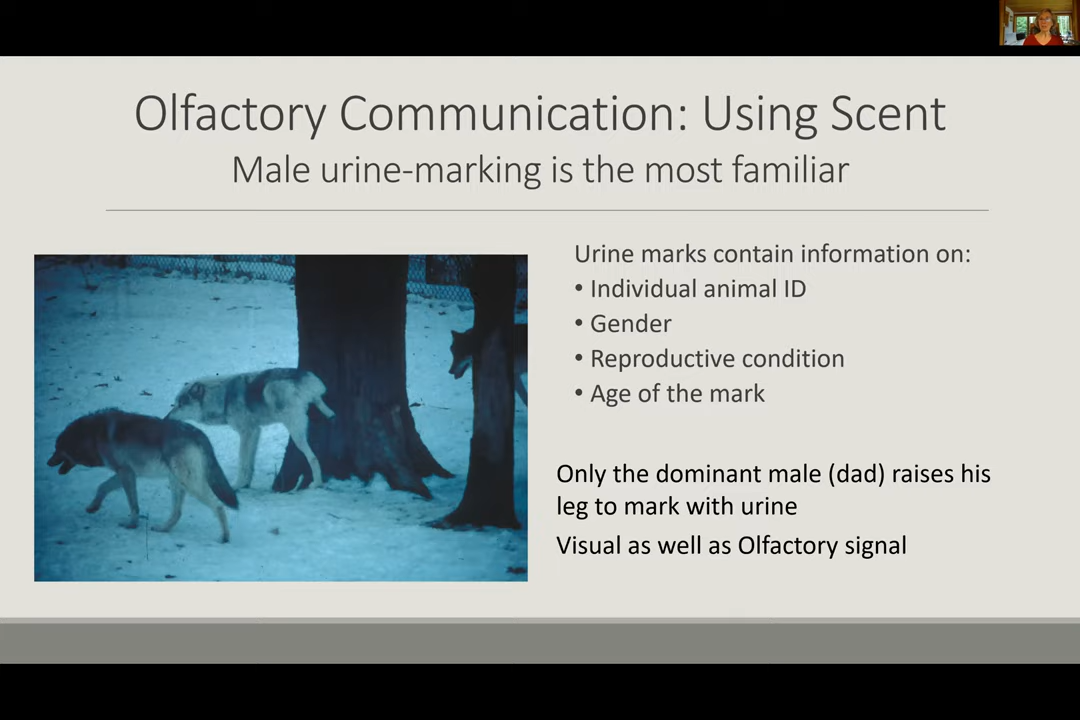 Olfactory Communication: Using Scent
Male urine-marking is the most familiar
Urine marks contain information on:
• Individual animal ID
• Gender
• Reproductive condition
• Age of the mark
Only the dominant male (dad) raises his
leg to mark with urine
Visual as well as Olfactory signal